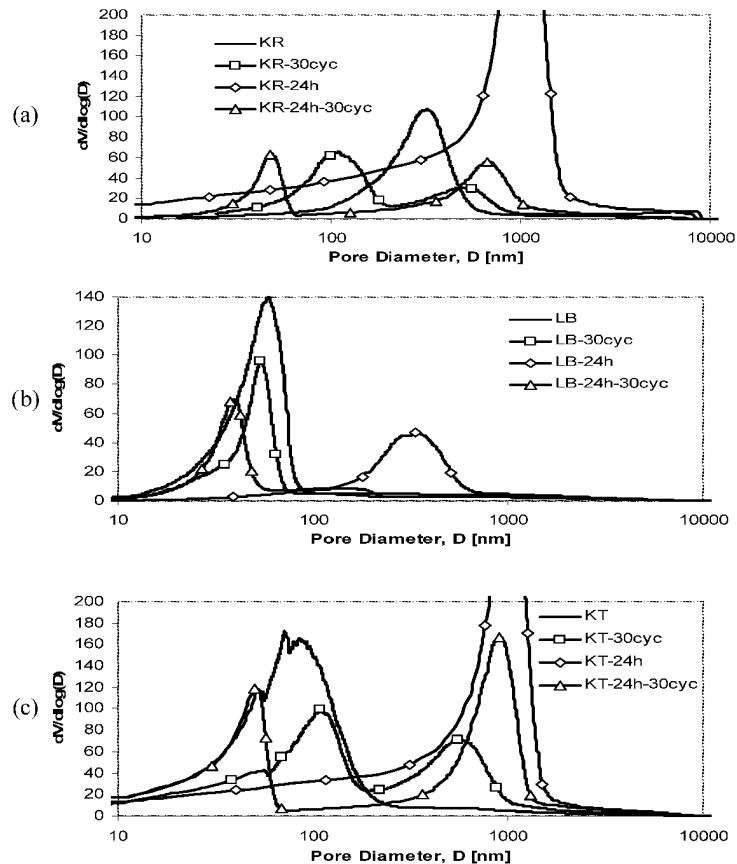 (a)
dV/dlog(D)
200
180
160
140
120
100
80
60
40
20
0
KR
KR-30cyc
KR-24h
KR-24h-30cyc
10
100
1000
10000
Pore Diameter, D [nm]
(b)
dV/dlog(D)
140
120
100
80
60
40
20
0
LB
LB-30cyc
LB-24h
LB-24h-30cyc
10
100
1000
10000
Pore Diameter, D [nm]
(c)
dV/dlog(D)
200
180
160
140
120
100
80
60
40
20
0
KT
KT-30cyc
KT-24h
KT-24h-30cyc
10
100
1000
10000
Pore Diameter, D [nm]